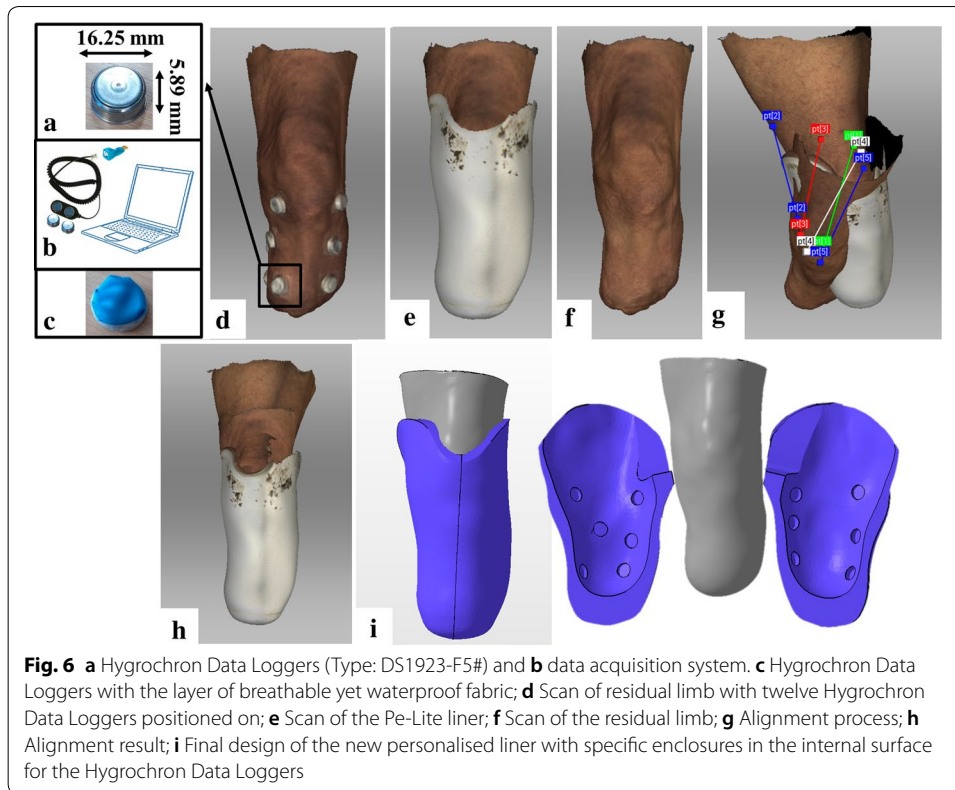 16.25 mm
5.89 mm
a
b
c
d
e
f
pt[2]
pt[3]
pt[4]
pt[5]
pt[2]
pt[3]
pt[4]
pt[5]
g
h
i
Fig. 6 a Hygrochron Data Loggers (Type: DS1923-F5#) and b data acquisition system. c Hygrochron Data
Loggers with the layer of breathable yet waterproof fabric; d Scan of residual limb with twelve Hygrochron
Data Loggers positioned on; e Scan of the Pe-Lite liner; f Scan of the residual limb; g Alignment process; h
Alignment result; i Final design of the new personalised liner with specific enclosures in the internal surface
for the Hygrochron Data Loggers